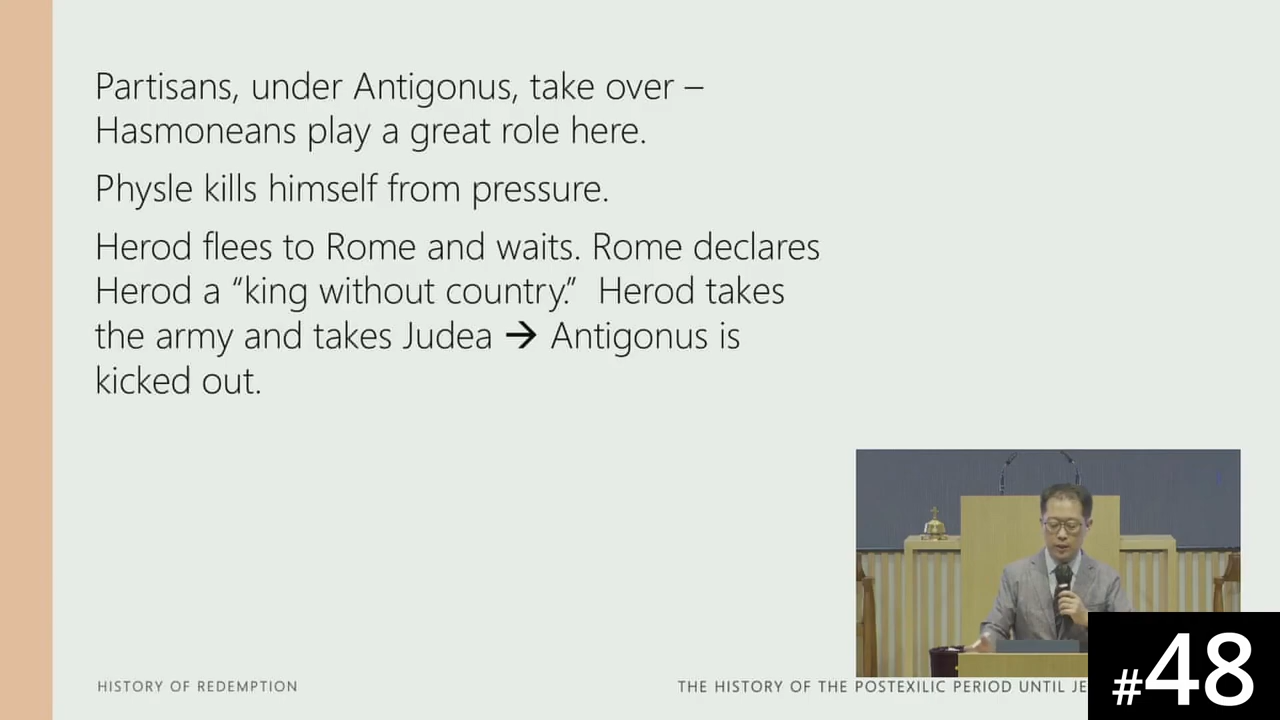 Partisans, under Antigonus, take over –
Hasmoneans play a great role here.
Physle kills himself from pressure.
Herod flees to Rome and waits. Rome declares
Herod a “king without country.”  Herod takes
the army and takes Judea → Antigonus is
kicked out.
HISTORY OF REDEMPTION
THE HISTORY OF THE POSTEXILIC PERIOD UNTIL JE
#48